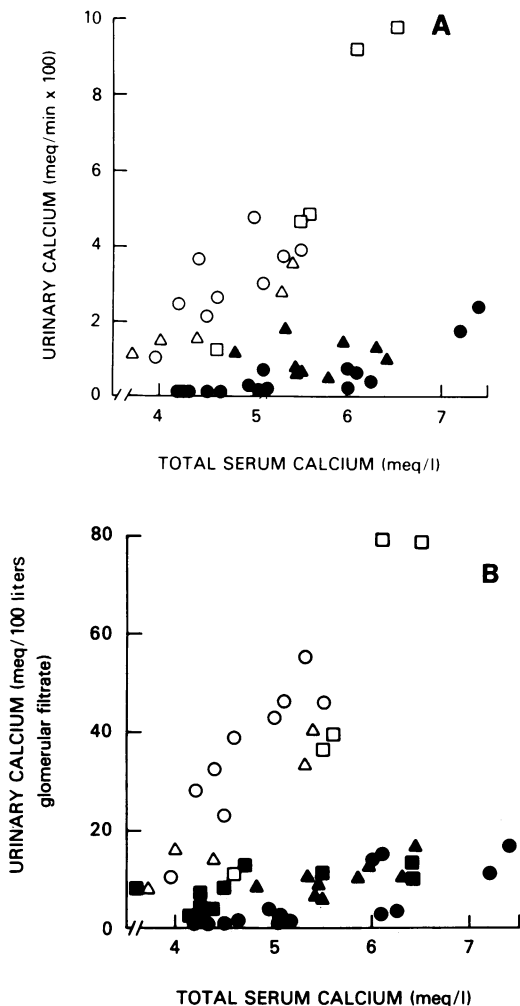 A
URINARY CALCIUM (meq/min x 100)
10
8
6
4
2
0
4 5 6 7
TOTAL SERUM CALCIUM (meq/l)
B
URINARY CALCIUM (meq/100 liters
glomerular filtrate)
80
60
40
20
0
4 5 6 7
TOTAL SERUM CALCIUM (meq/l)